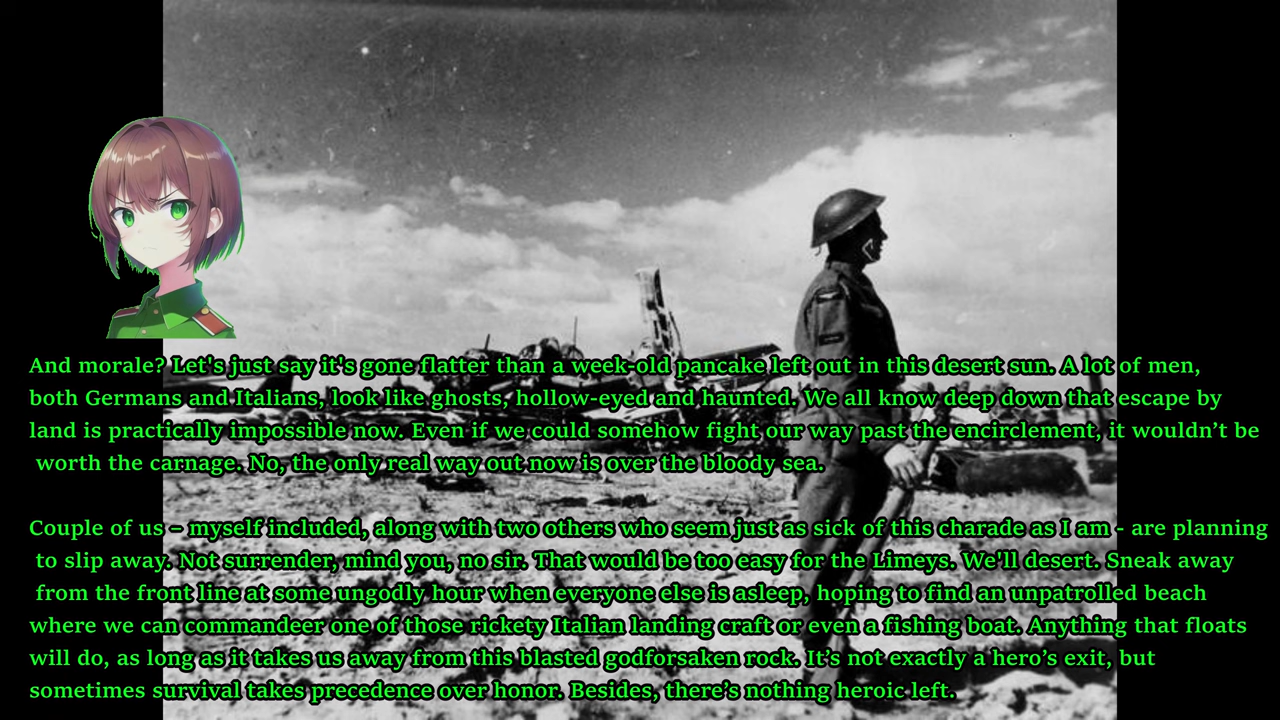 And morale? Let's just say it's gone flatter than a week-old pancake left out in this desert sun. A lot of men,
both Germans and Italians, look like ghosts, hollow-eyed and haunted. We all know deep down that escape by
land is practically impossible now. Even if we could somehow fight our way past the encirclement, it wouldn’t be
worth the carnage. No, the only real way out now is over the bloody sea.
Couple of us – myself included, along with two others who seem just as sick of this charade as I am - are planning
to slip away. Not surrender, mind you, no sir. That would be too easy for the Limeys. We'll desert. Sneak away
from the front line at some ungodly hour when everyone else is asleep, hoping to find an unpatrolled beach
where we can commandeer one of those rickety Italian landing craft or even a fishing boat. Anything that floats
will do, as long as it takes us away from this blasted godforsaken rock. It’s not exactly a hero’s exit, but
sometimes survival takes precedence over honor. Besides, there’s nothing heroic left.